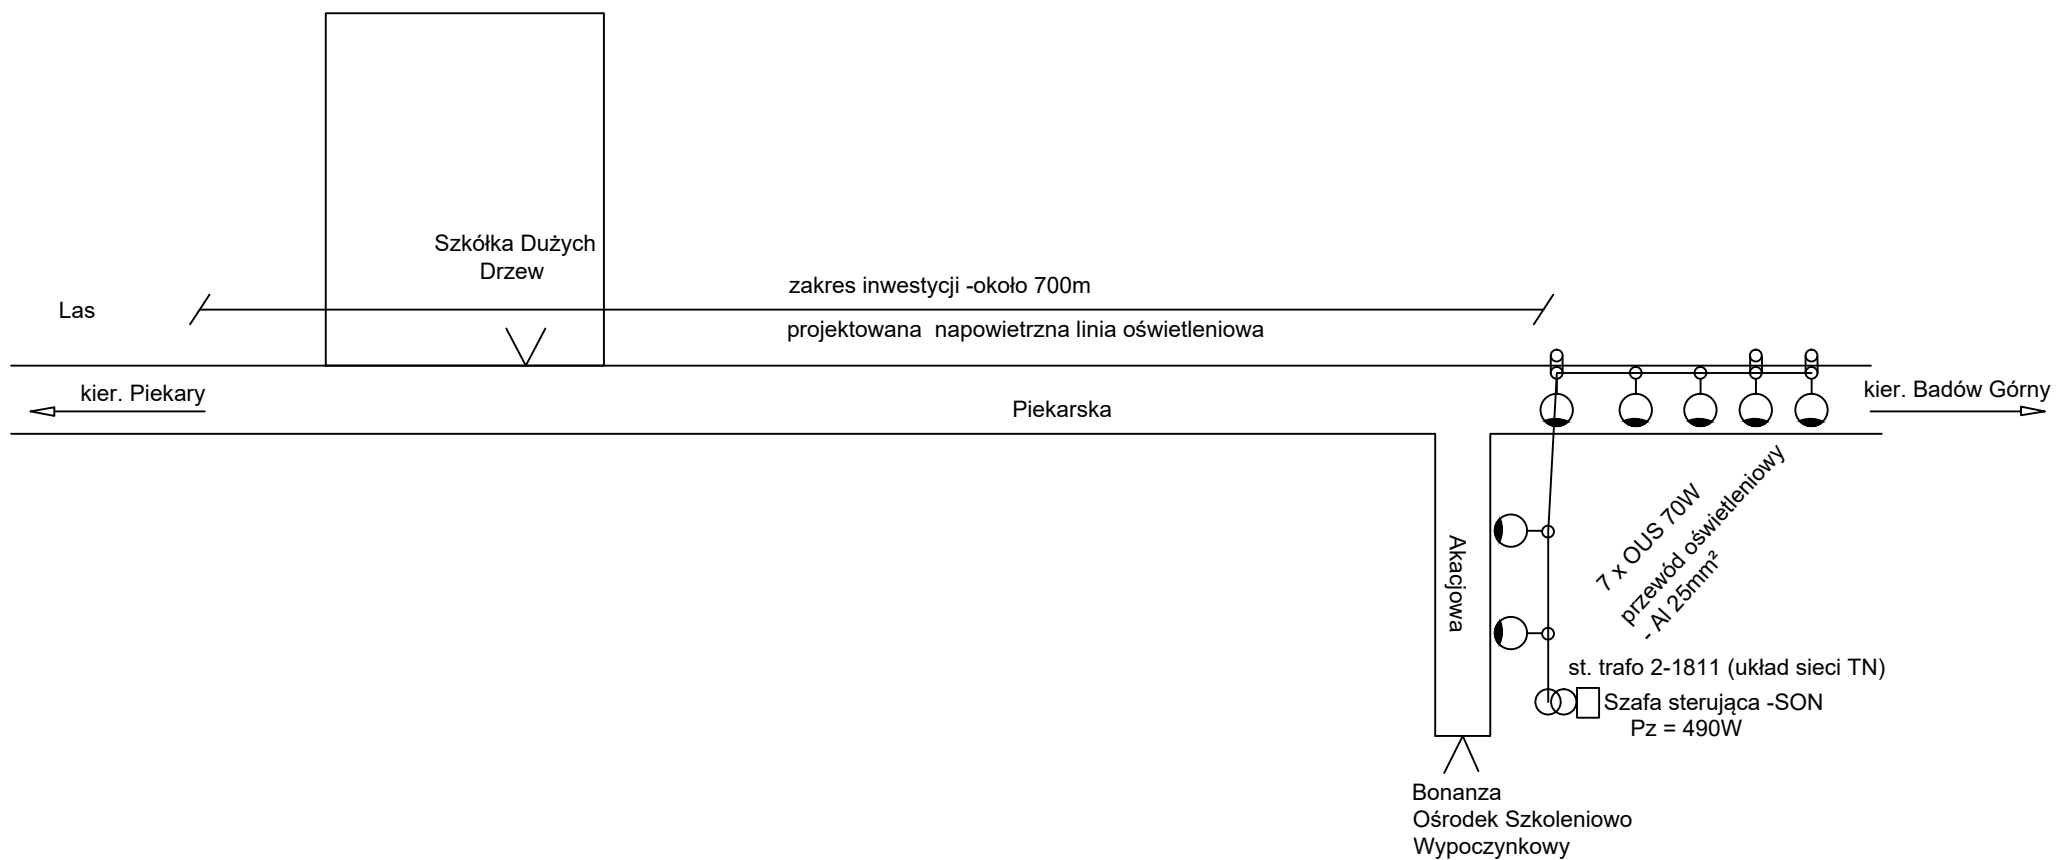 Szkółka Dużych
Drzew
zakres inwestycji -około 700m
Las
projektowana  napowietrzna linia oświetleniowa
kier. Piekary
Piekarska
kier. Badów Górny
7 x OUS 70W
przewód oświetleniowy
- Al 25mm²
Akacjowa
st. trafo 2-1811 (układ sieci TN)
Szafa sterująca -SON
Pz = 490W
Bonanza
Ośrodek Szkoleniowo
Wypoczynkowy